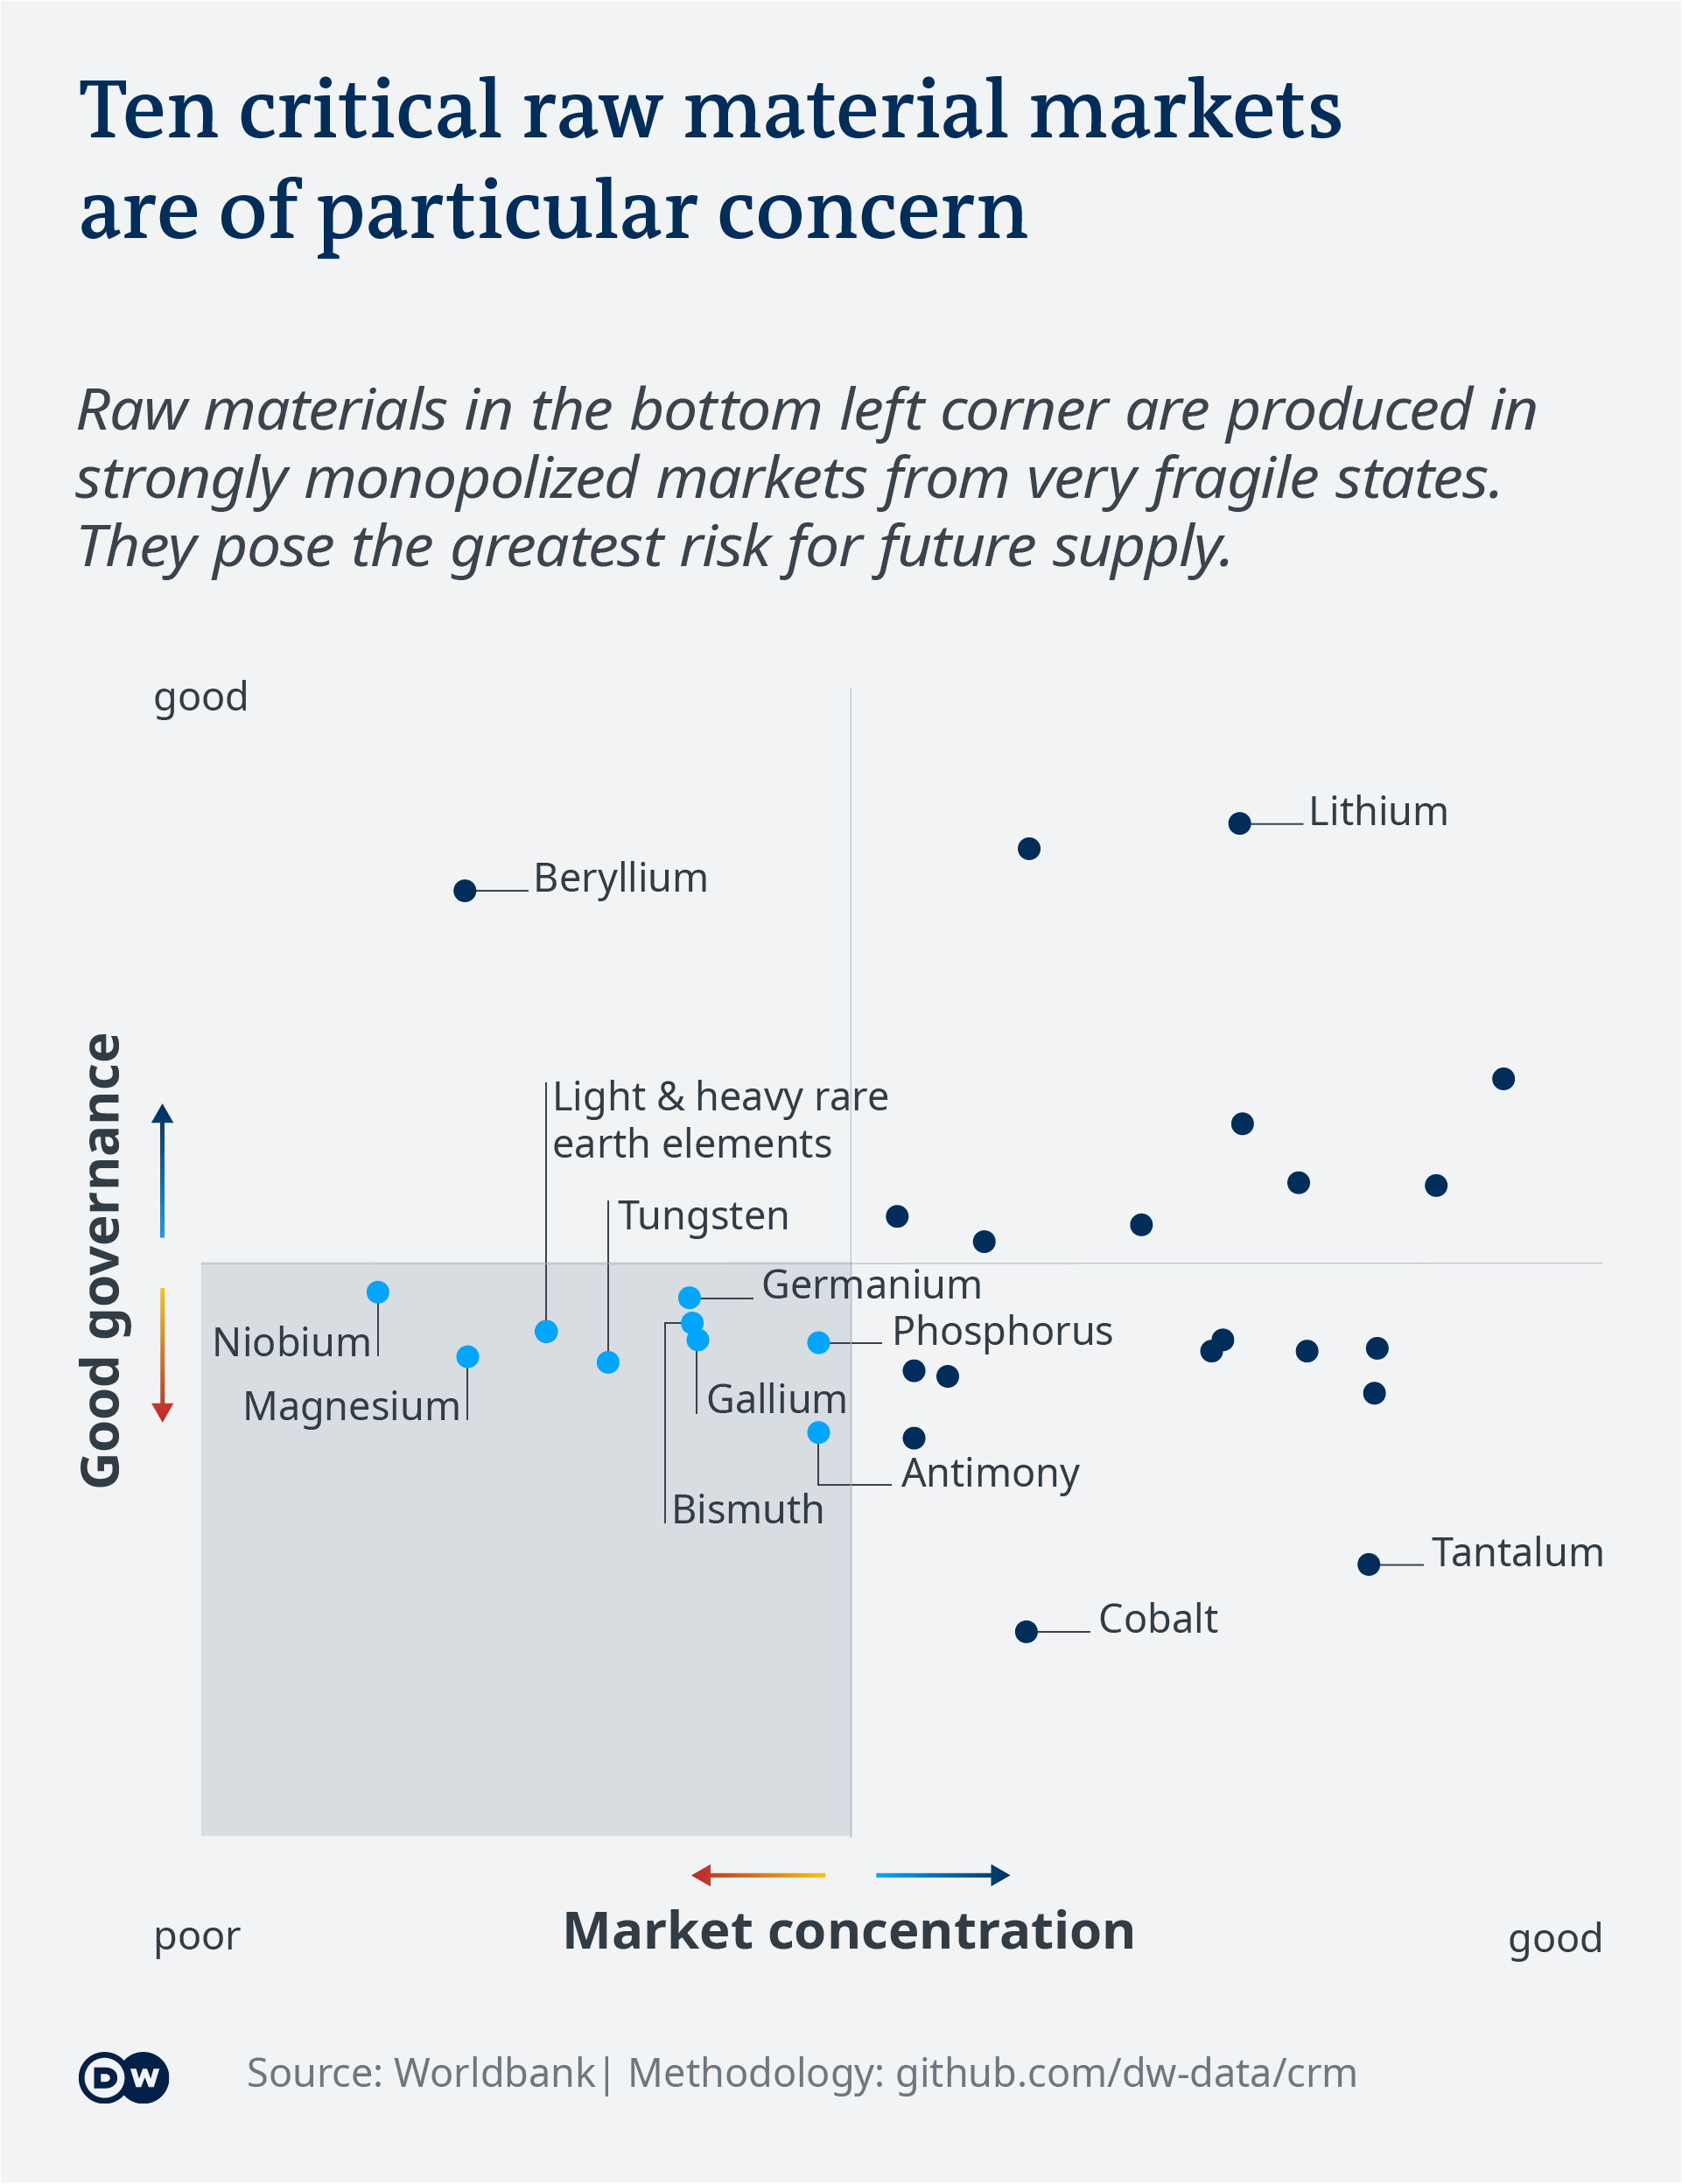 Ten critical raw material markets
are of particular concern
Raw materials in the bottom left corner are produced in
strongly monopolized markets from very fragile states.
They pose the greatest risk for future supply.
good
Lithium
Beryllium
Good governance
Light & heavy rare
earth elements
Tungsten
Germanium
Phosphorus
Niobium
Magnesium
Gallium
Antimony
Bismuth
Tantalum
Cobalt
poor
Market concentration
good
DW
Source: Worldbank| Methodology: github.com/dw-data/crm